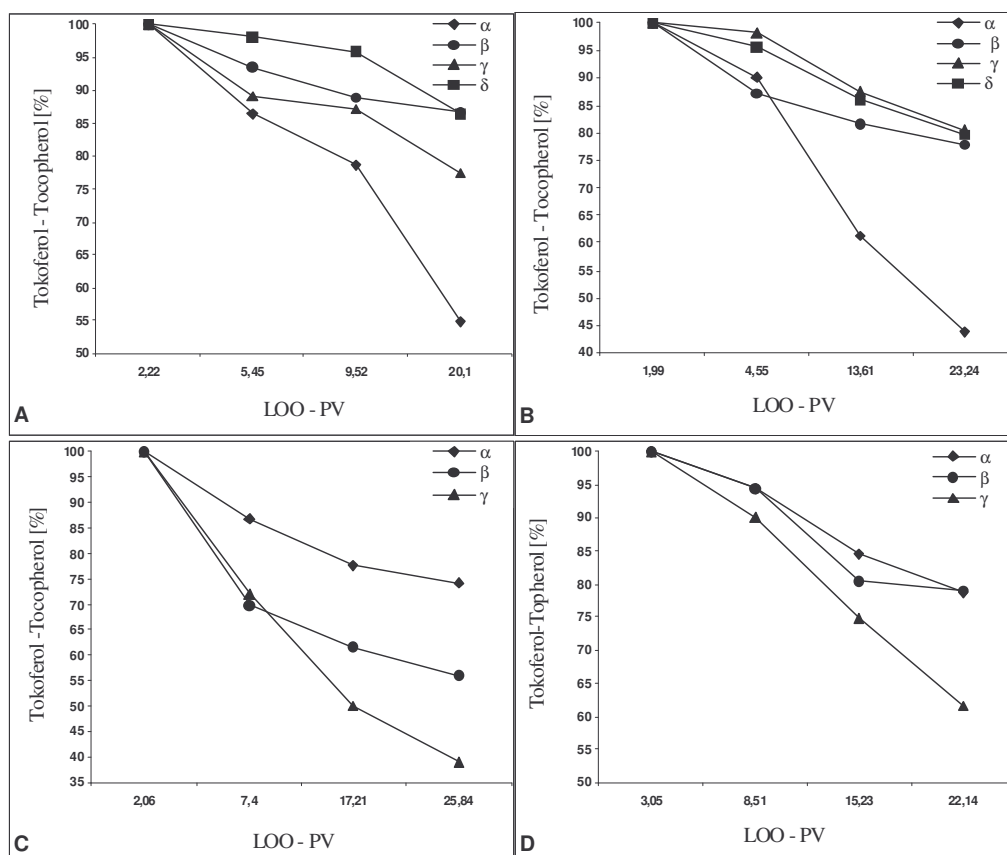 α
β
γ
δ
Tokoferol - Tocopherol [%]
100
95
90
85
80
75
70
65
60
55
50
2,22 5,45 9,52 20,1
LOO - PV
A
α
β
γ
δ
Tokoferol - Tocopherol [%]
100
95
90
85
80
75
70
65
60
55
50
45
40
1,99 4,55 13,61 23,24
LOO - PV
B
α
β
γ
Tokoferol -Tocopherol [%]
100
95
90
85
80
75
70
65
60
55
50
45
40
35
2,06 7,4 17,21 25,84
LOO - PV
C
α
β
γ
Tokoferol-Topherol [%]
100
95
90
85
80
75
70
65
60
55
50
3,05 8,51 15,23 22,14
LOO - PV
D